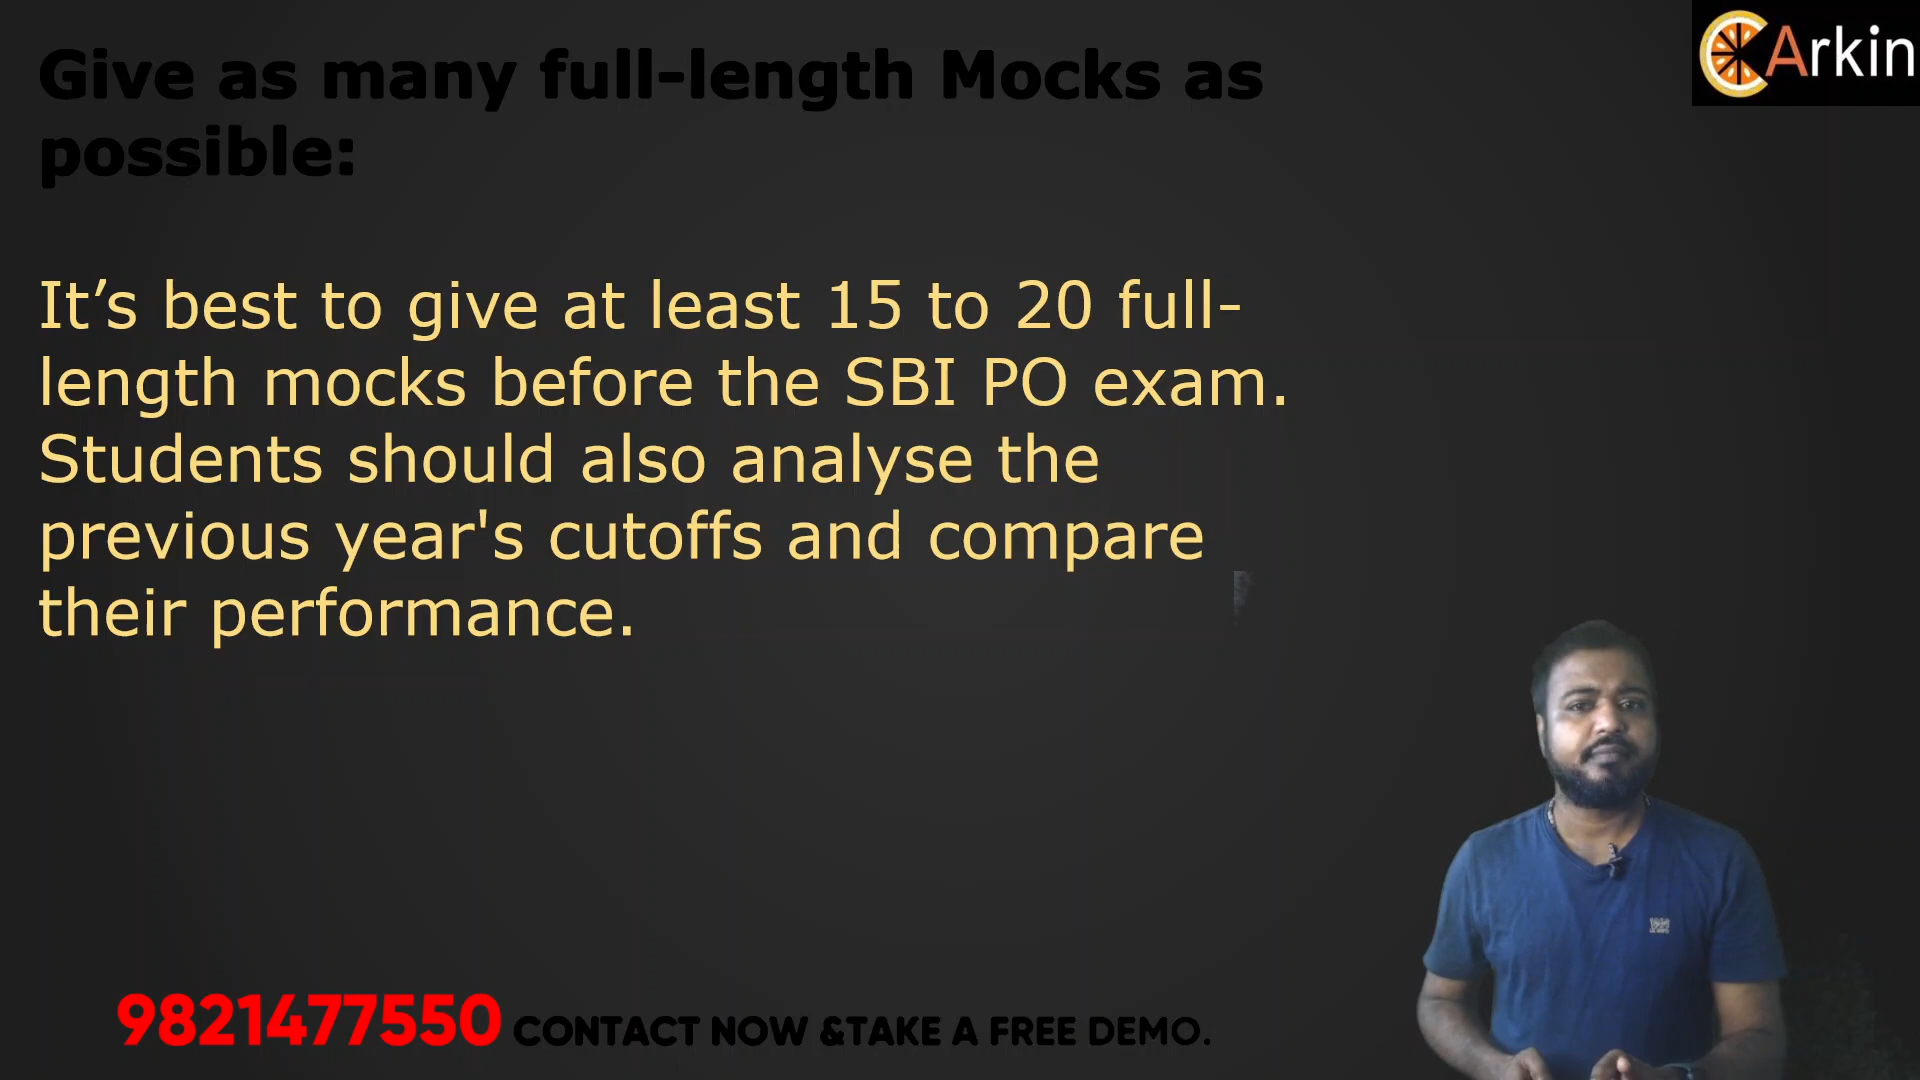 Give as many full-length Mocks as
possible:
Arkin
It’s best to give at least 15 to 20 full-
length mocks before the SBI PO exam.
Students should also analyse the
previous year's cutoffs and compare
their performance.
9821477550 CONTACT NOW &TAKE A FREE DEMO.